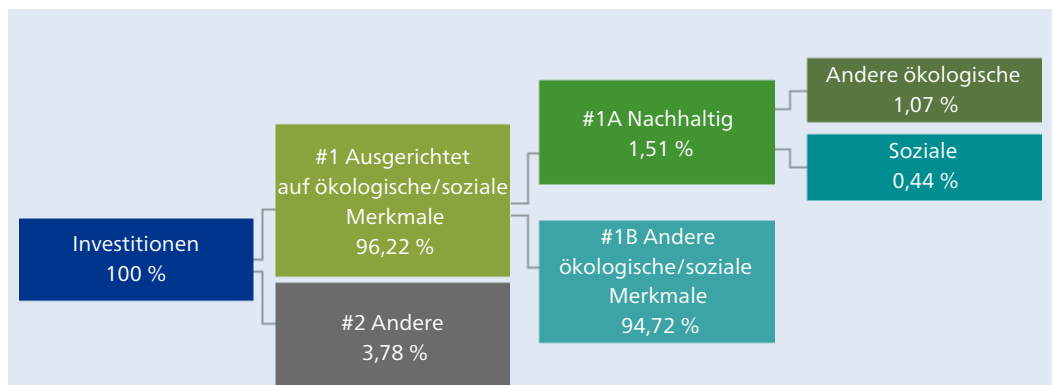 Investitionen
100 %
#1 Ausgerichtet
auf ökologische/soziale
Merkmale
96,22 %
#2 Andere
3,78 %
#1A Nachhaltig
1,51 %
#1B Andere
ökologische/soziale
Merkmale
94,72 %
Andere ökologische
1,07 %
Soziale
0,44 %